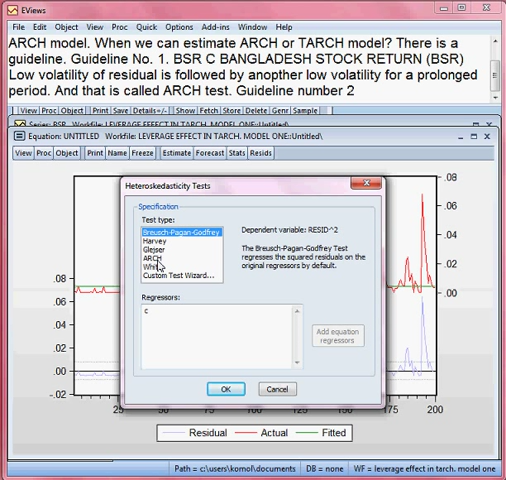 EViews
File Edit Object View Proc Quick Options Add-ins Window Help
ARCH model. When we can estimate ARCH or TARCH model? There is a
guideline. Guideline No. 1. BSR C BANGLADESH STOCK RETURN (BSR)
Low volatility of residual is followed by anopther low volatility for a prolonged
period. And that is called ARCH test. Guideline number 2
View Proc Object Print Save Details+/- Show Fetch Store Delete Genr Sample
Series: BSR Workfile: LEVERAGE EFFECT IN TARCH. MODEL ONE::Untitled\
Equation: UNTITLED Workfile: LEVERAGE EFFECT IN TARCH. MODEL ONE::Untitled\
View Proc Object Print Name Freeze Estimate Forecast Stats Resids
Heteroskedasticity Tests
Specification
Test type:
Breusch-Pagan-Godfrey
Harvey
Glejser
ARCH
Custom Test Wizard...
Dependent variable: RESID^2
The Breusch-Pagan-Godfrey Test
regresses the squared residuals on the
original regressors by default.
Regressors:
c
Add equation
regressors
OK Cancel
.08
.06
.04
.02
.00
.08
.06
.04
.02
.00
-.02
25
175 200
Residual Actual Fitted
Path = c:\users\komol\documents DB = none WF = leverage effect in tarch. model one